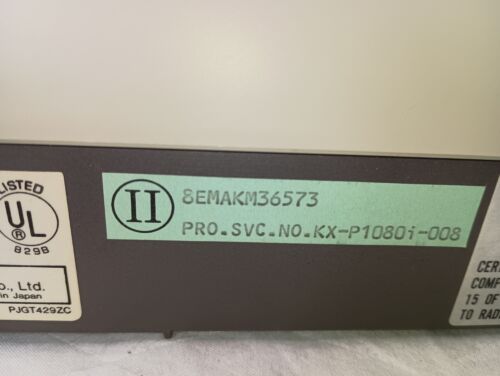 LISTED
UL
®
829B
o., Ltd.
in Japan
PJGT429ZC
II
8EMAKM36573
PRO.SVC.NO.KX-P1080i-008
CER
COMP
15 OF
TO RAD